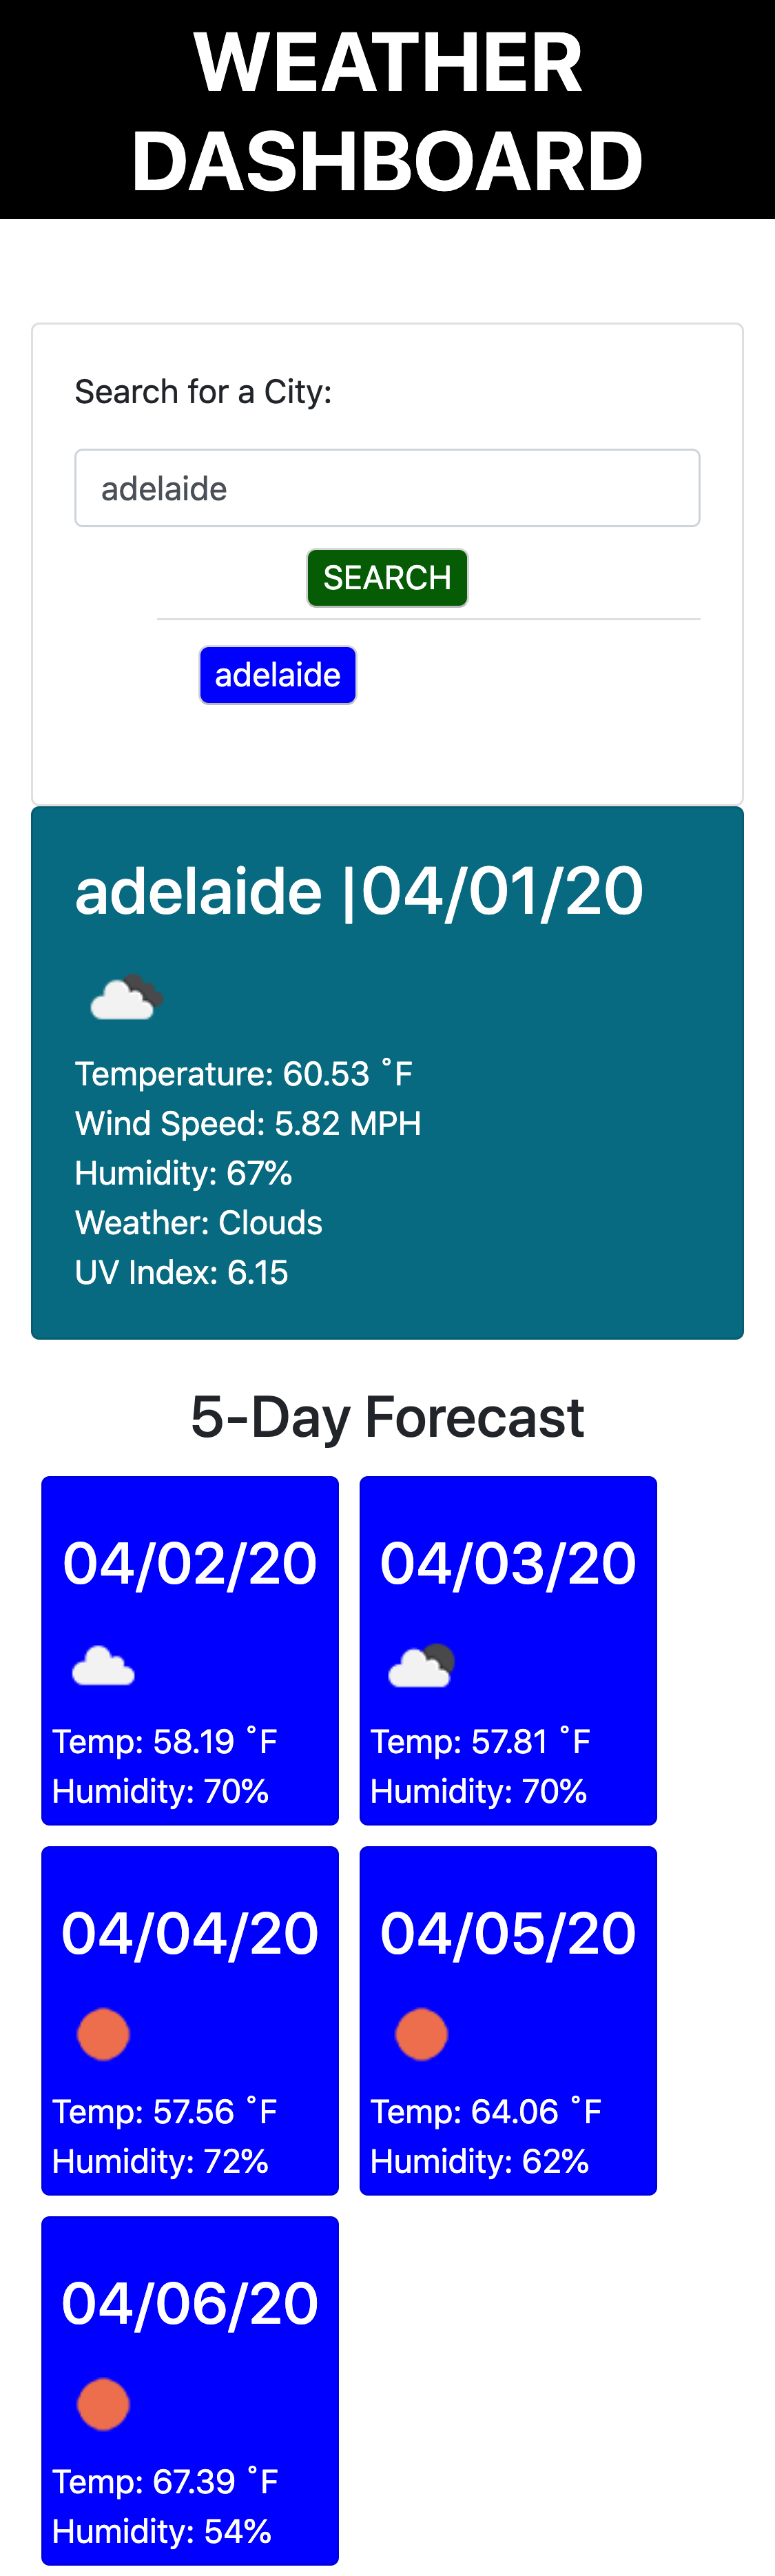 WEATHER
DASHBOARD
Search for a City:
adelaide
SEARCH
adelaide
adelaide |04/01/20
Temperature: 60.53 ˚F
Wind Speed: 5.82 MPH
Humidity: 67%
Weather: Clouds
UV Index: 6.15
5-Day Forecast
04/02/20
Temp: 58.19 ˚F
Humidity: 70%
04/03/20
Temp: 57.81 ˚F
Humidity: 70%
04/04/20
Temp: 57.56 ˚F
Humidity: 72%
04/05/20
Temp: 64.06 ˚F
Humidity: 62%
04/06/20
Temp: 67.39 ˚F
Humidity: 54%